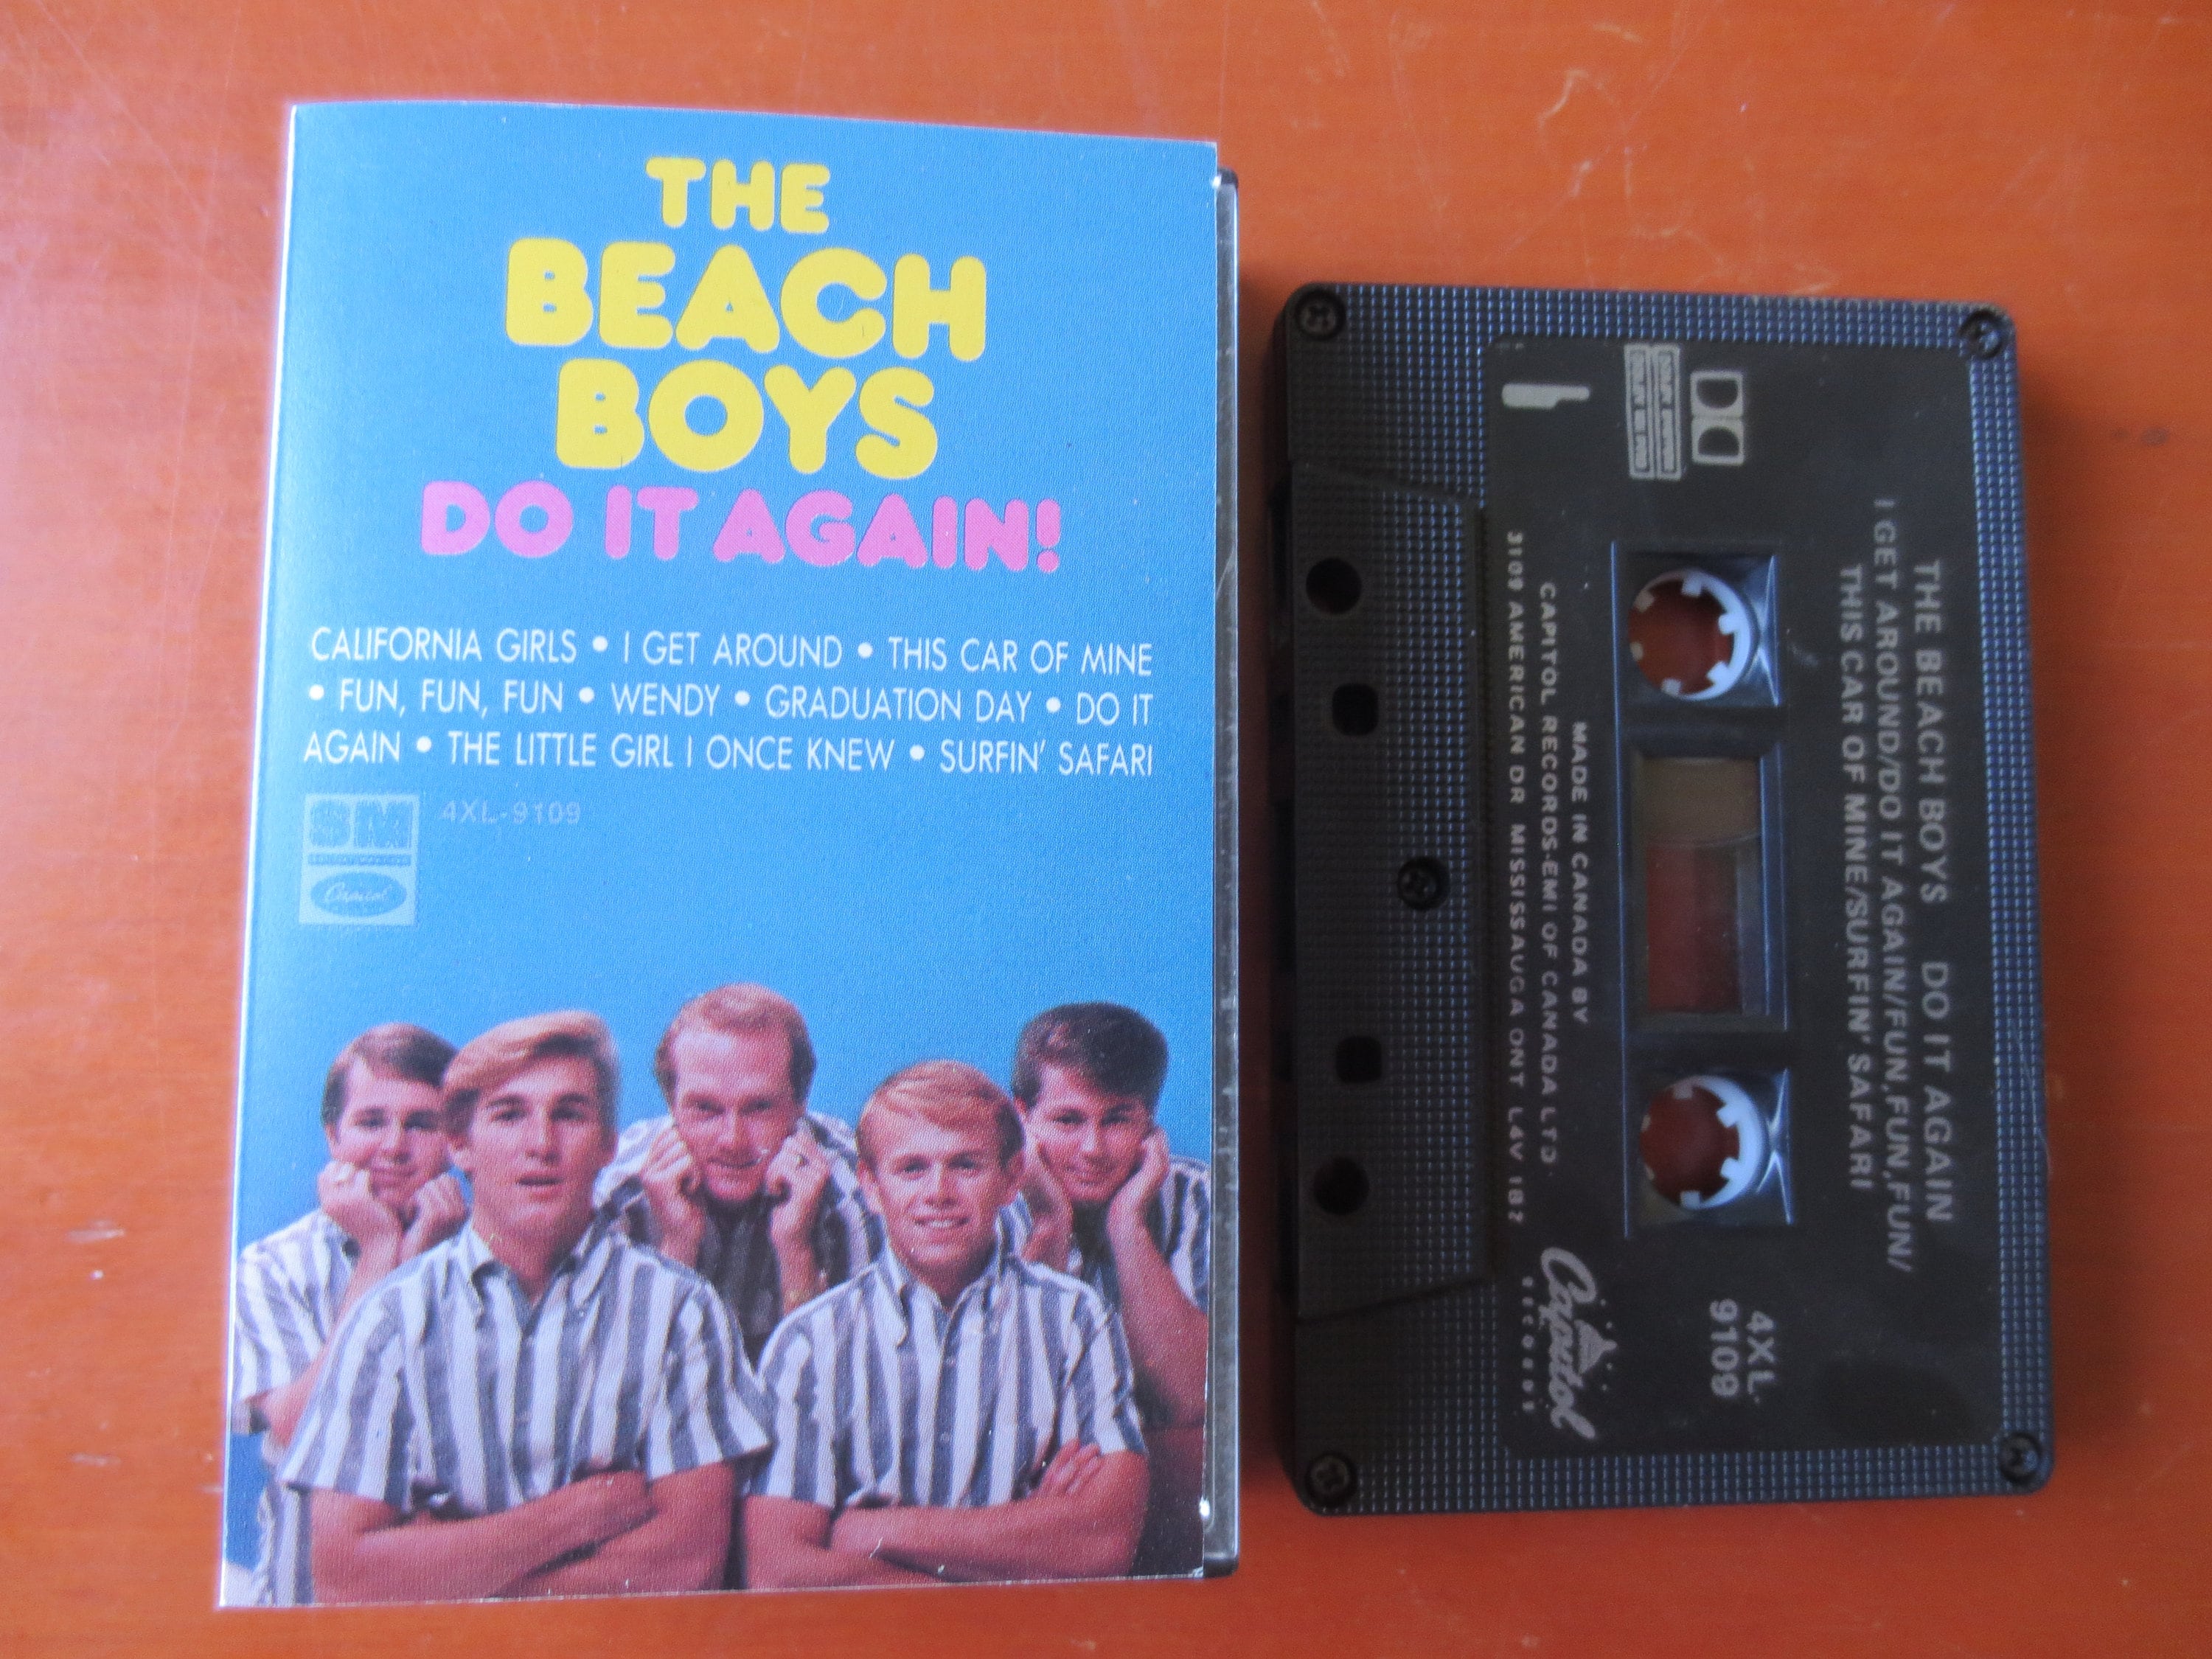 THE
BEACH
BOYS
DO IT AGAIN!
CALIFORNIA GIRLS • I GET AROUND • THIS CAR OF MINE
• FUN, FUN, FUN • WENDY • GRADUATION DAY • DO IT
AGAIN • THE LITTLE GIRL I ONCE KNEW • SURFIN' SAFARI
SM
4XL-9109
Capitol
THE BEACH BOYS DO IT AGAIN
I GET AROUND/DO IT AGAIN/FUN,FUN,FUN/
THIS CAR OF MINE/SURFIN' SAFARI
1
4XL-
9109
MADE IN CANADA BY
CAPITOL RECORDS-EMI OF CANADA LTD.
3109 AMERICAN DR MISSISSAUGA ONT L4V 1B2
Capitol
RECORDS